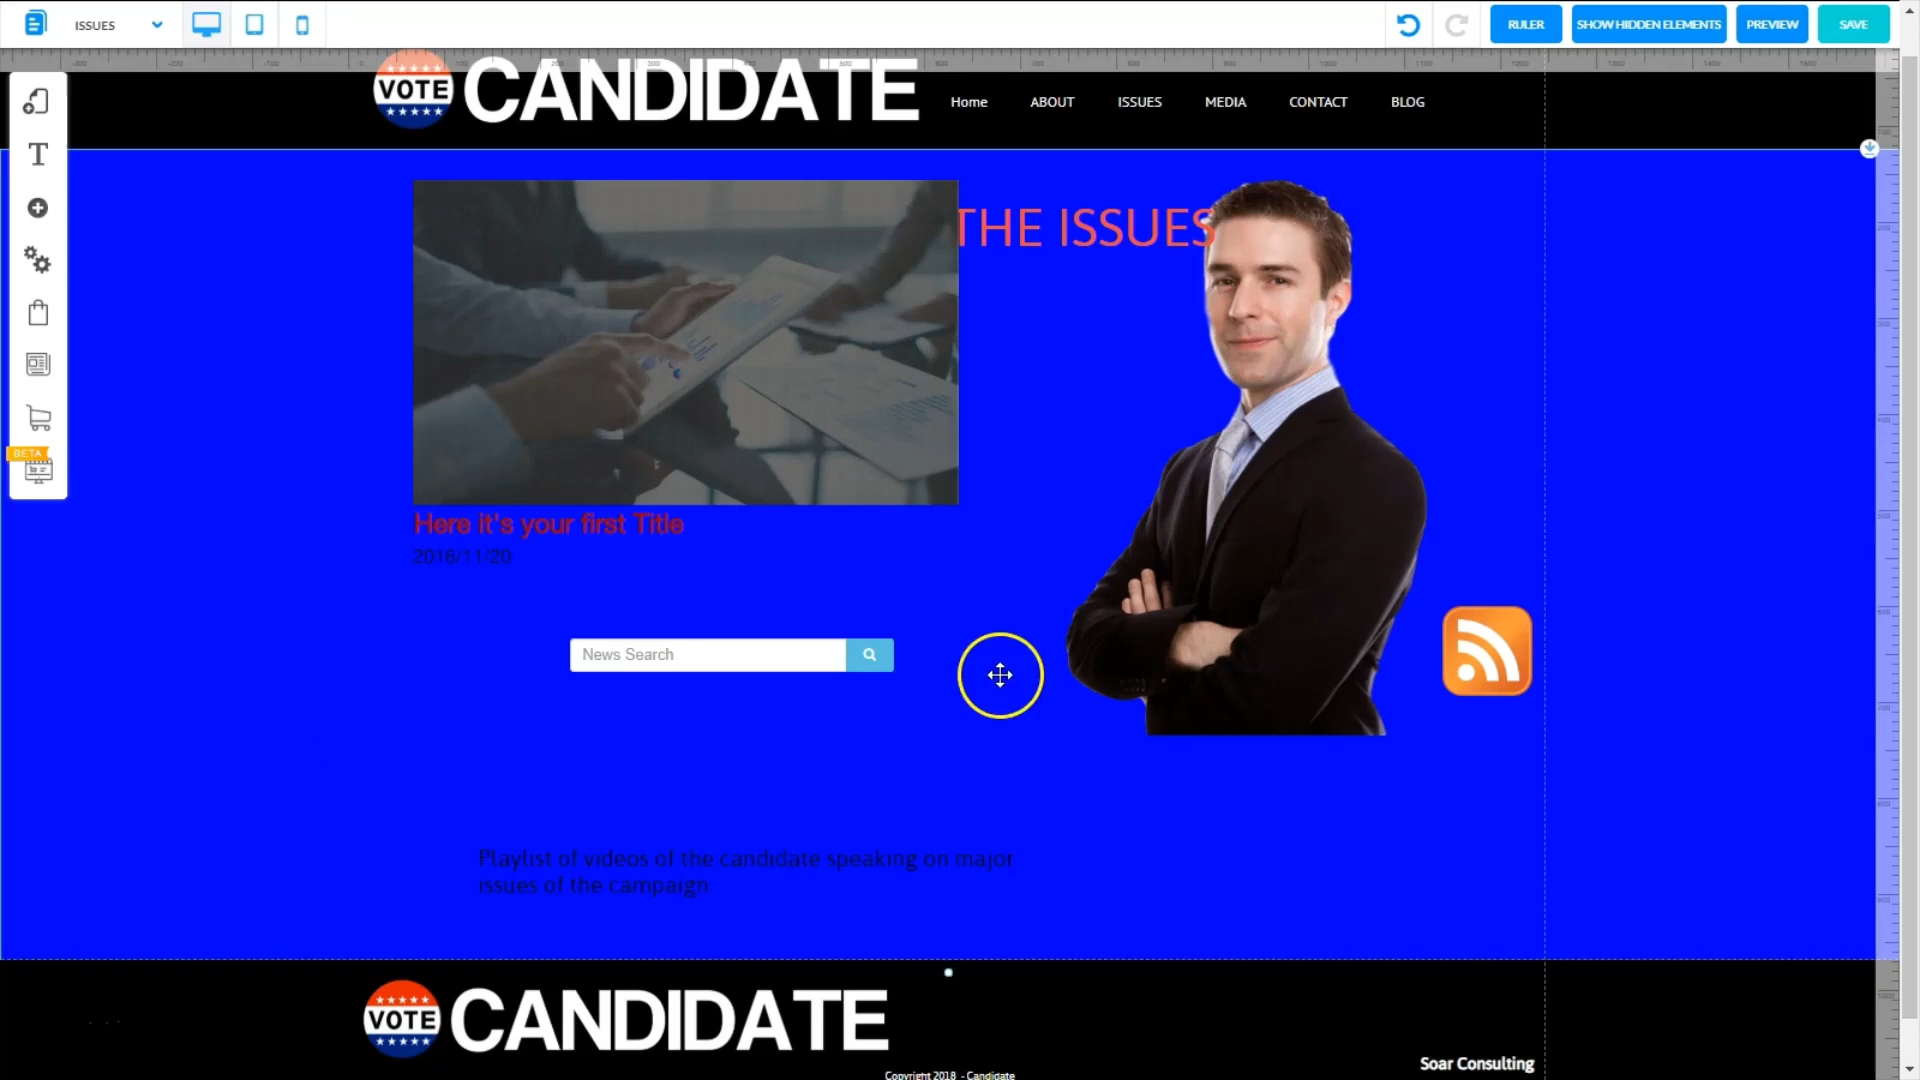 ISSUES
RULER
SHOW HIDDEN ELEMENTS
PREVIEW
SAVE
VOTE
CANDIDATE
Home
ABOUT
ISSUES
MEDIA
CONTACT
BLOG
THE ISSUES
BETA
Here it's your first Title
2016/11/20
News Search
Playlist of videos of the candidate speaking on major
issues of the campaign
VOTE
CANDIDATE
Soar Consulting
Copyright 2018 - Candidate